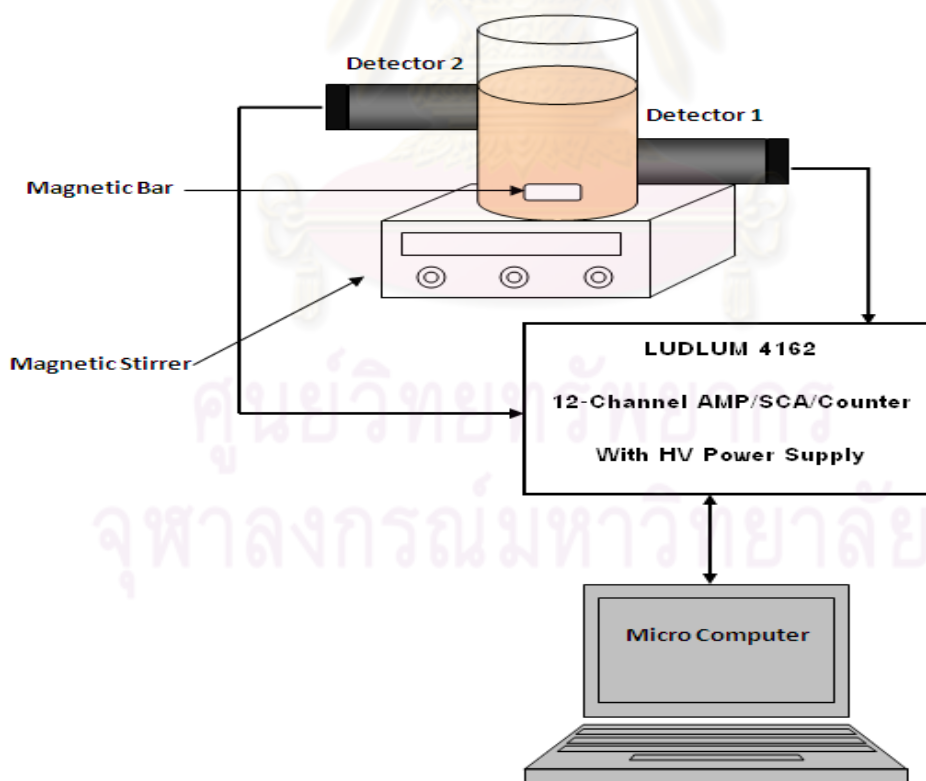 Detector 2
Detector 1
Magnetic Bar
Magnetic Stirrer
LUDLUM 4162
12-Channel AMP/SCA/Counter
With HV Power Supply
ศูนย์วิทยทรัพยากร
จุฬาลงกรณ์มหาวิทยาลัย
Micro Computer